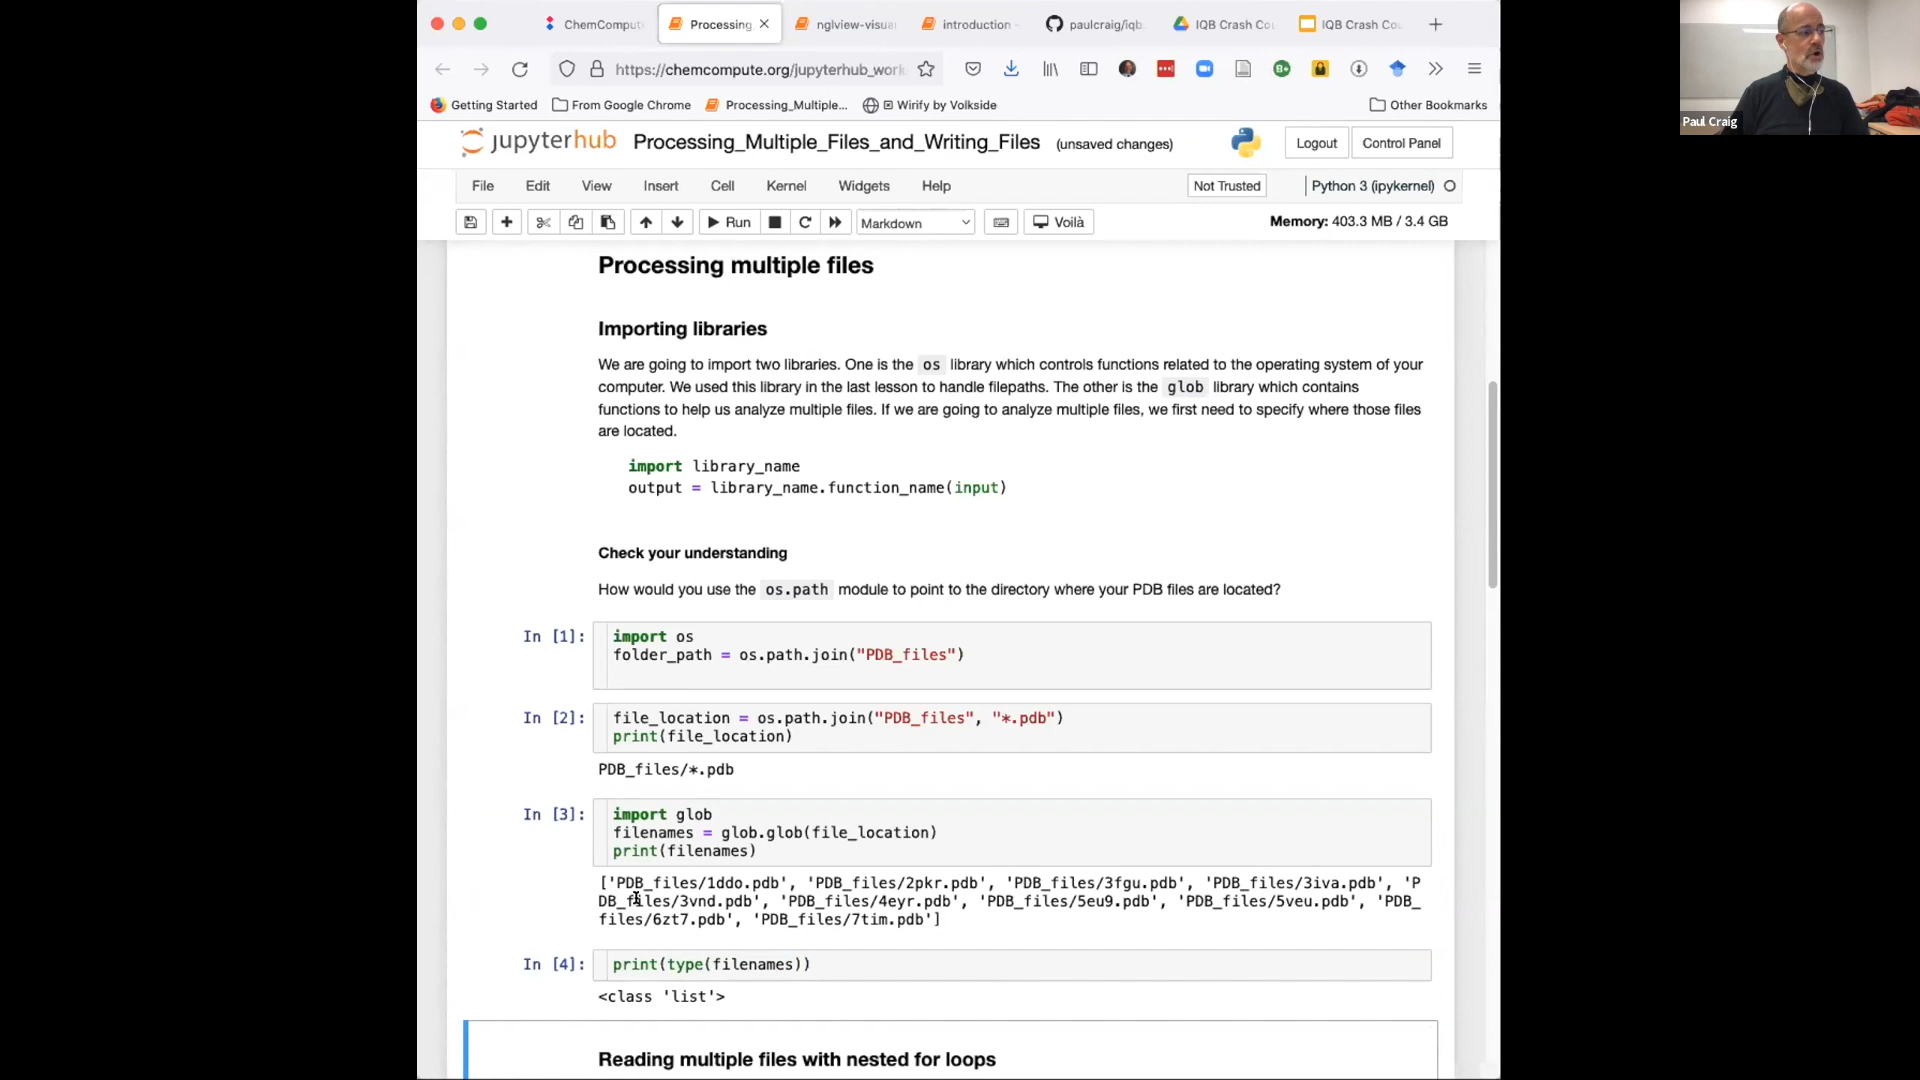 ChemCompute
Processing_
nglview-visua
introduction -
paulcraig/iqb
IQB Crash Cou
IQB Crash Cou
https://chemcompute.org/jupyterhub_work
Getting Started
From Google Chrome
Processing_Multiple...
Wirify by Volkside
Other Bookmarks
jupyterhub
Processing_Multiple_Files_and_Writing_Files (unsaved changes)
Logout
Control Panel
File Edit View Insert Cell Kernel Widgets Help
Not Trusted
Python 3 (ipykernel)
Run
Markdown
Voilà
Memory: 403.3 MB / 3.4 GB
Processing multiple files
Importing libraries
We are going to import two libraries. One is the os library which controls functions related to the operating system of your
computer. We used this library in the last lesson to handle filepaths. The other is the glob library which contains
functions to help us analyze multiple files. If we are going to analyze multiple files, we first need to specify where those files
are located.
import library_name
output = library_name.function_name(input)
Check your understanding
How would you use the os.path module to point to the directory where your PDB files are located?
In [1]: import os
folder_path = os.path.join("PDB_files")
In [2]: file_location = os.path.join("PDB_files", "*.pdb")
print(file_location)
PDB_files/*.pdb
In [3]: import glob
filenames = glob.glob(file_location)
print(filenames)
['PDB_files/1ddo.pdb', 'PDB_files/2pkr.pdb', 'PDB_files/3fgu.pdb', 'PDB_files/3iva.pdb', 'P
DB_files/3vnd.pdb', 'PDB_files/4eyr.pdb', 'PDB_files/5eu9.pdb', 'PDB_files/5veu.pdb', 'PDB_
files/6zt7.pdb', 'PDB_files/7tim.pdb']
In [4]: print(type(filenames))
<class 'list'>
Reading multiple files with nested for loops
Paul Craig